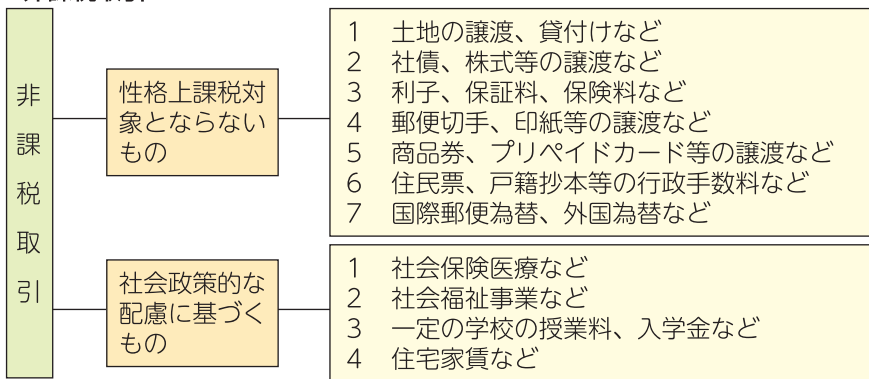 非課税取引
性格上課税対
象とならない
もの
1 土地の譲渡、貸付けなど
2 社債、株式等の譲渡など
3 利子、保証料、保険料など
4 郵便切手、印紙等の譲渡など
5 商品券、プリペイドカード等の譲渡など
6 住民票、戸籍抄本等の行政手数料など
7 国際郵便為替、外国為替など
社会政策的な
配慮に基づく
もの
1 社会保険医療など
2 社会福祉事業など
3 一定の学校の授業料、入学金など
4 住宅家賃など